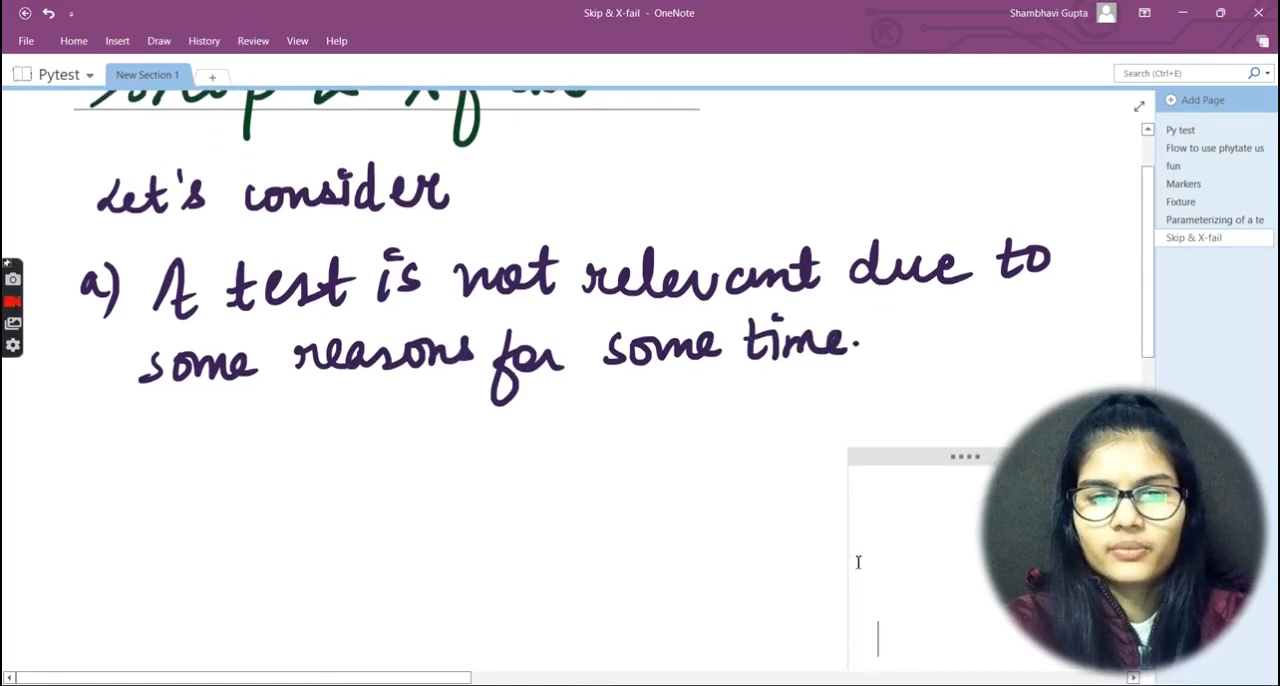 Skip & X-fail - OneNote
Shambhavi Gupta
File Home Insert Draw History Review View Help
Pytest
New Section 1
Search (Ctrl+E)
Add Page
Skip & X-fail
Let's consider
a) A test is not relevant due to
some reasons for some time.
Py test
Flow to use phytate us
fun
Markers
Fixture
Parameterizing of a te
Skip & X-fail